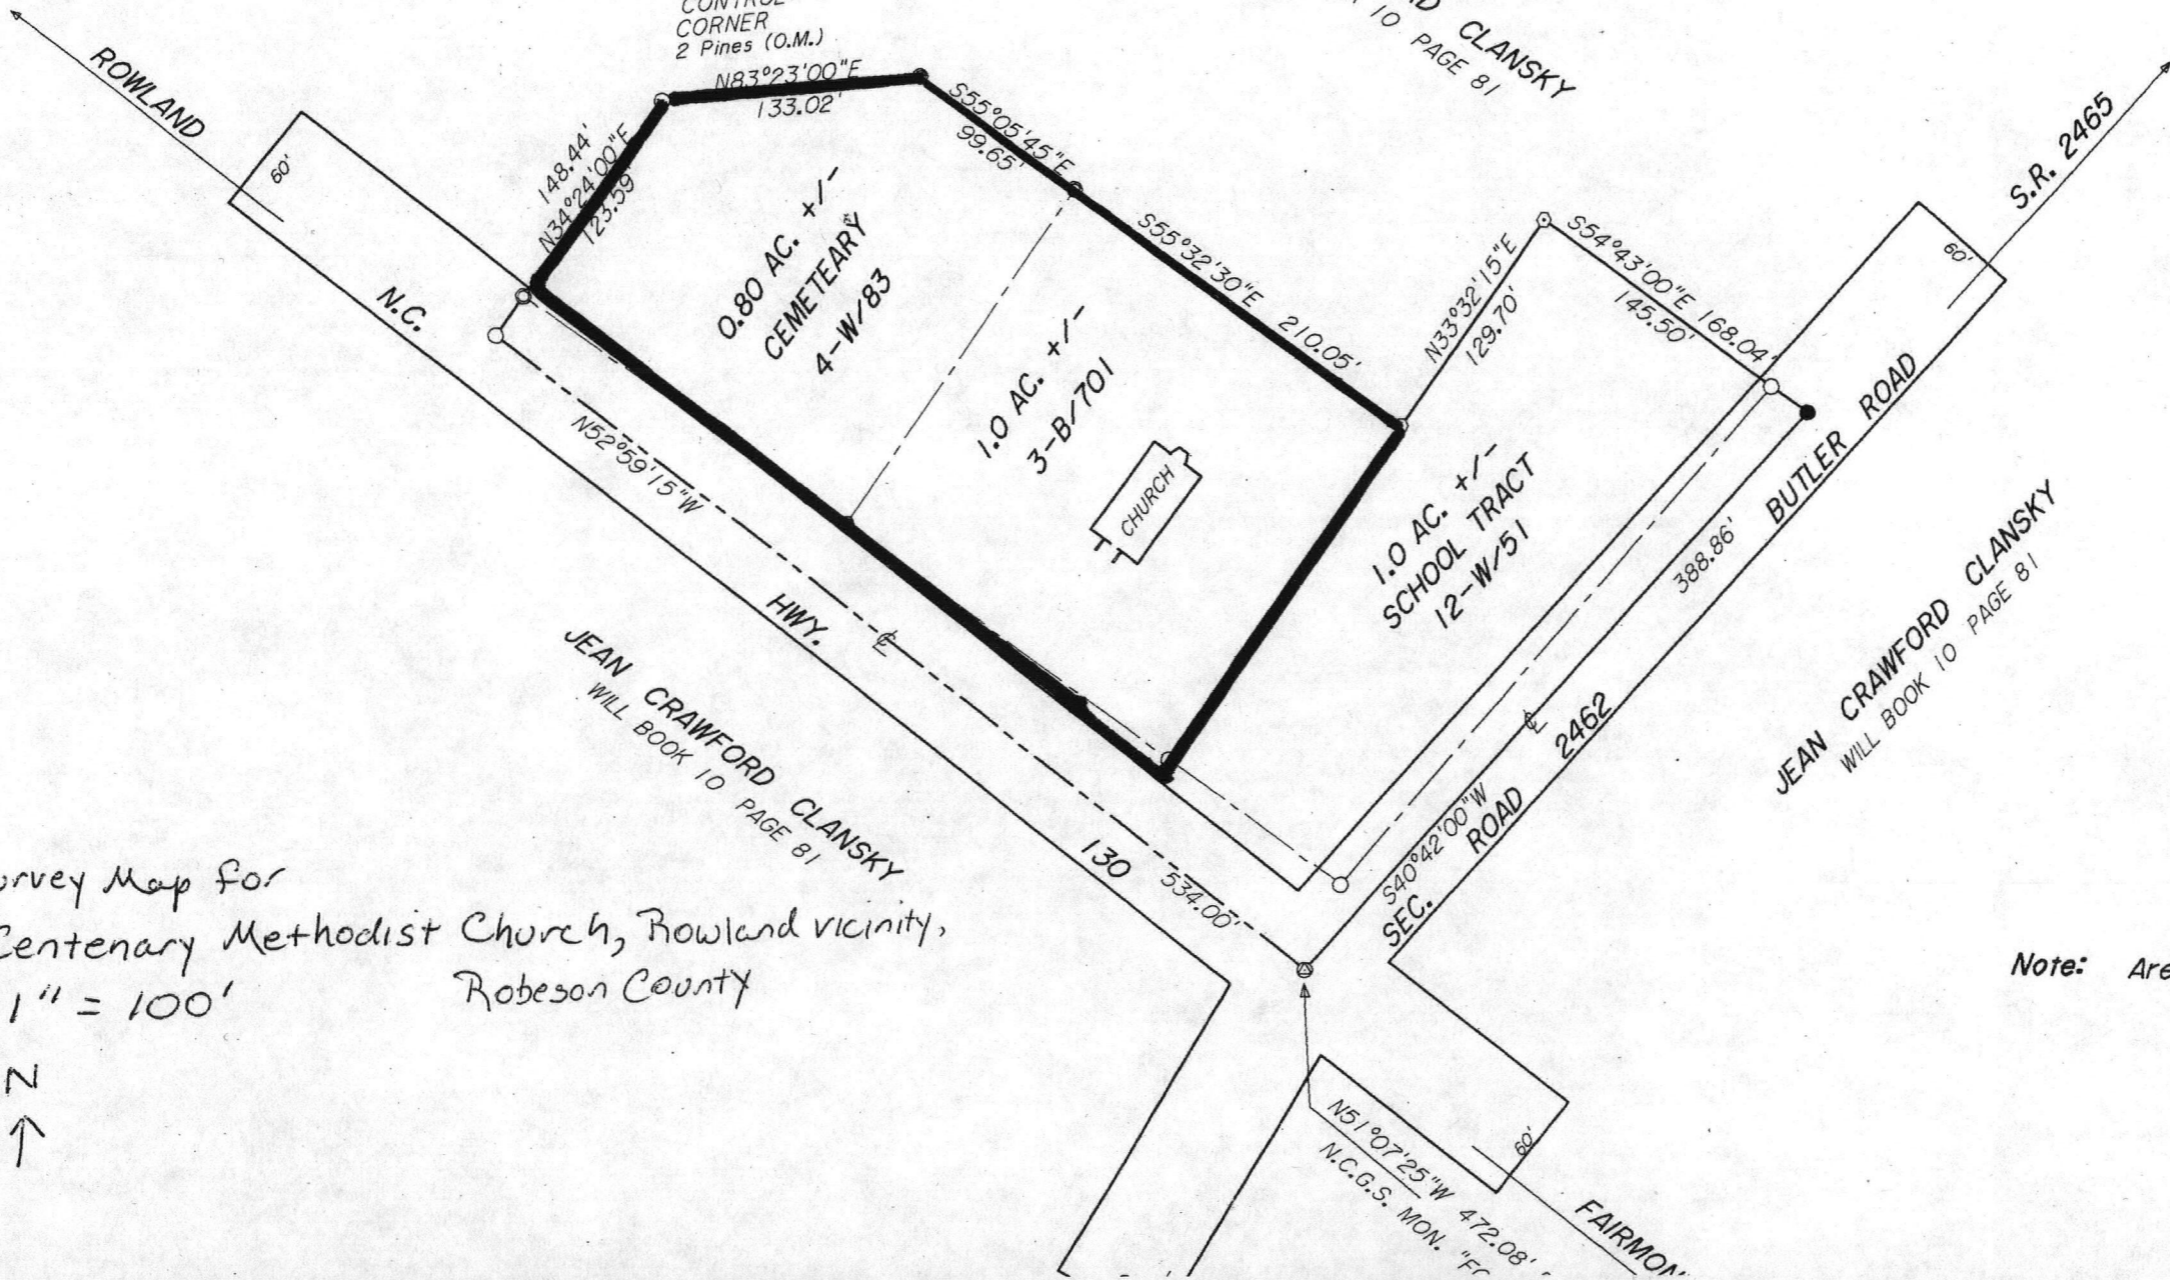 CORNER
2 Pines (O.M.)
CLANSKY
10 PAGE 81
ROWLAND
60'
N83°23'00"E
133.02'
S55°05'45"E
99.65'
148.44'
N34°24'00"E
123.59'
0.80 AC. +/-
CEMETEARY
4-W/83
S55°32'30"E 210.05'
1.0 AC. +/-
3-B/701
CHURCH
N33°32'15"E
129.70'
S54°43'00"E 168.04'
145.50'
1.0 AC. +/-
SCHOOL TRACT
12-W/51
S.R. 2465
60'
BUTLER ROAD
388.86'
S40°42'00"W
SEC. ROAD 2462
N.C. HWY. 130
N52°59'15"W
534.00'
JEAN CRAWFORD CLANSKY
WILL BOOK 10 PAGE 81
JEAN CRAWFORD CLANSKY
WILL BOOK 10 PAGE 81
Map for
Centenary Methodist Church, Rowland vicinity,
Robeson County
1" = 100'
N
Note:
60'
N51°07'25"W 472.08'
N.C.G.S. MON.